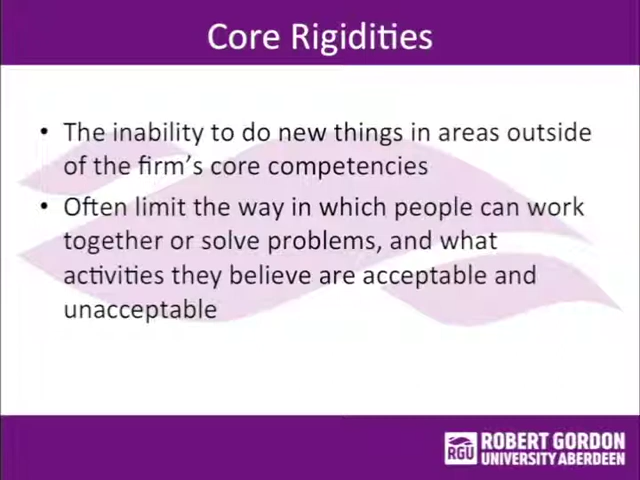 Core Rigidities
• The inability to do new things in areas outside
of the firm's core competencies
• Often limit the way in which people can work
together or solve problems, and what
activities they believe are acceptable and
unacceptable
RGU
ROBERT GORDON
UNIVERSITY ABERDEEN